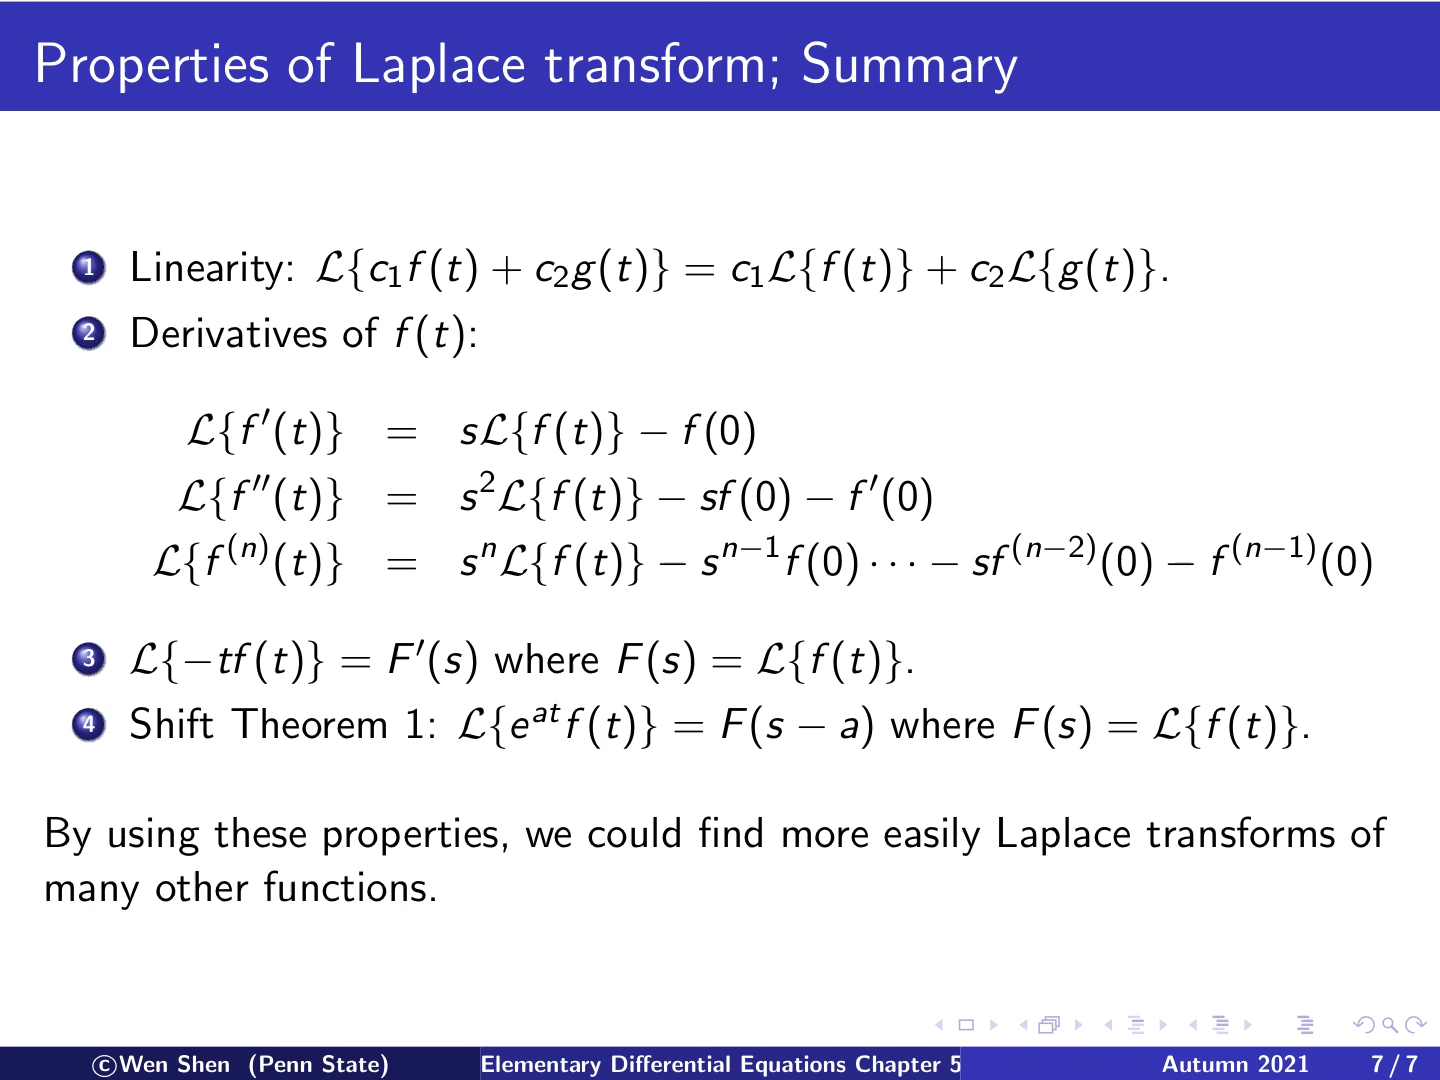 Properties of Laplace transform; Summary
1 Linearity: ℒ{c₁f(t) + c₂g(t)} = c₁ℒ{f(t)} + c₂ℒ{g(t)}.
2 Derivatives of f(t):
ℒ{f′(t)} = sℒ{f(t)} − f(0)
ℒ{f″(t)} = s²ℒ{f(t)} − sf(0) − f′(0)
ℒ{f⁽ⁿ⁾(t)} = sⁿℒ{f(t)} − sⁿ⁻¹f(0) · · · − sf⁽ⁿ⁻²⁾(0) − f⁽ⁿ⁻¹⁾(0)
3 ℒ{−tf(t)} = F′(s) where F(s) = ℒ{f(t)}.
4 Shift Theorem 1: ℒ{eᵃᵗf(t)} = F(s − a) where F(s) = ℒ{f(t)}.
By using these properties, we could find more easily Laplace transforms of
many other functions.
©Wen Shen (Penn State) Elementary Differential Equations Chapter 5 Autumn 2021 7 / 7